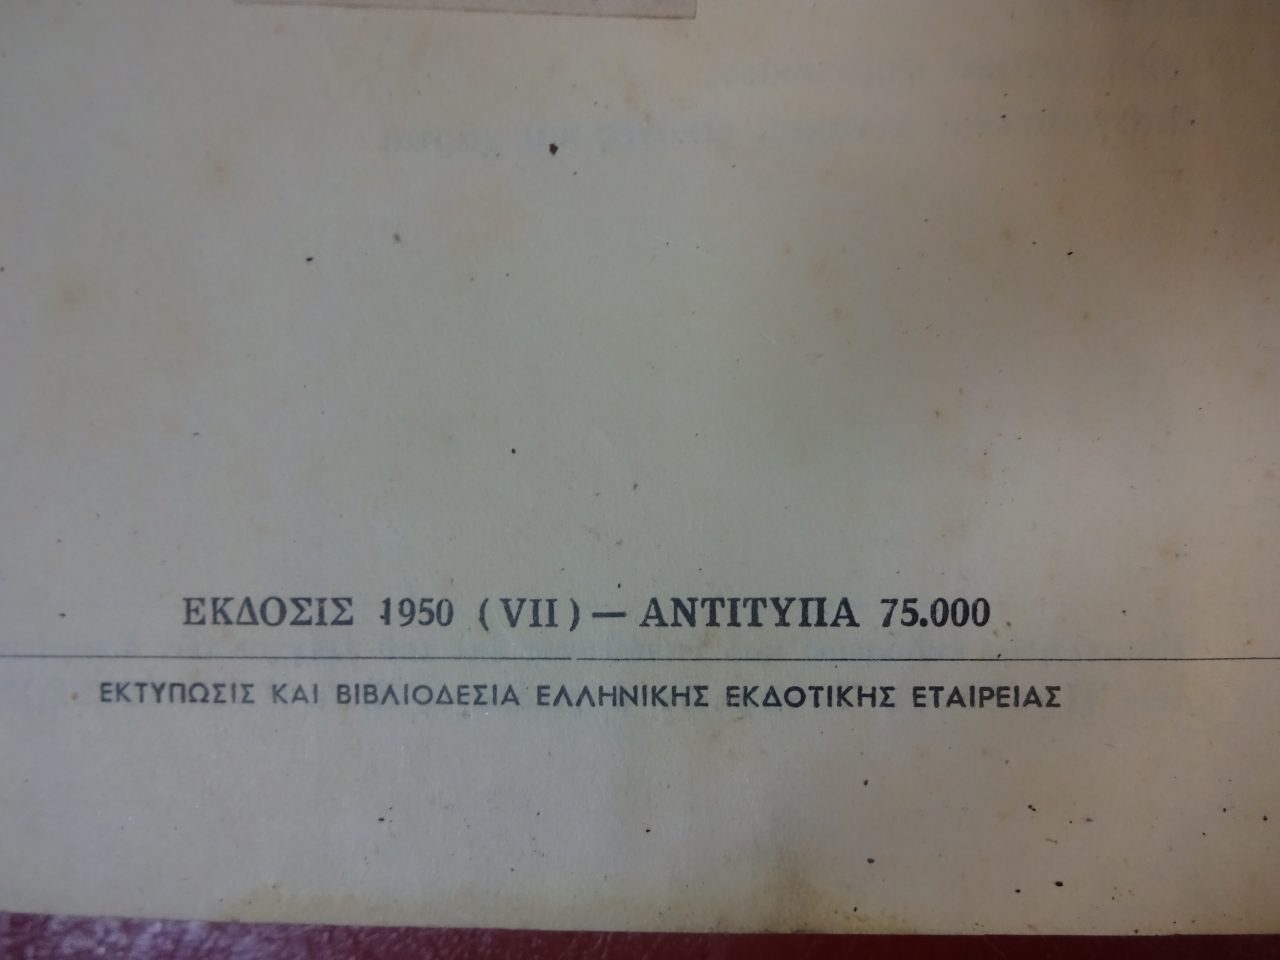 ΕΚΔΟΣΙΣ 1950 (VII) — ΑΝΤΙΤΥΠΑ 75.000
ΕΚΤΥΠΩΣΙΣ ΚΑΙ ΒΙΒΛΙΟΔΕΣΙΑ ΕΛΛΗΝΙΚΗΣ ΕΚΔΟΤΙΚΗΣ ΕΤΑΙΡΕΙΑΣ